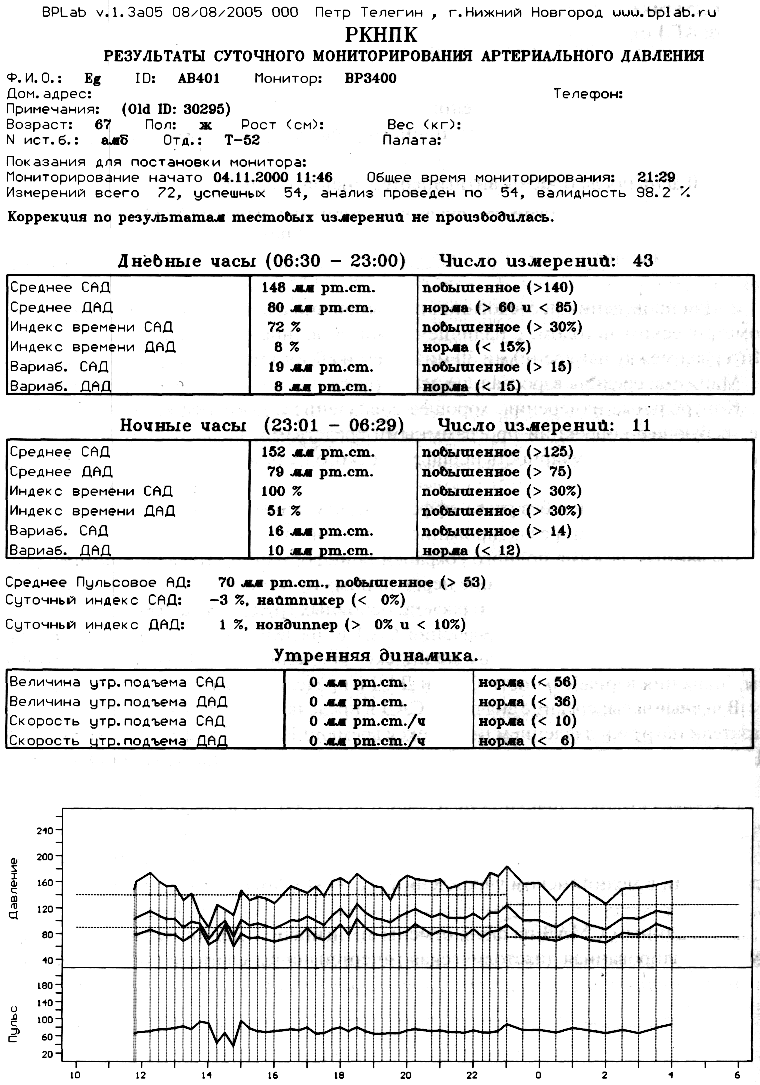 BPLab v.1.3a05 08/08/2005 000 Петр Телегин , г.Нижний Новгород www.bplab.ru
РКНПК
РЕЗУЛЬТАТЫ СУТОЧНОГО МОНИТОРИРОВАНИЯ АРТЕРИАЛЬНОГО ДАВЛЕНИЯ
Ф.И.О.: Eg ID: AB401 Монитор: BP3400
Дом.адрес: Телефон:
Примечания: (Old ID: 30295)
Возраст: 67 Пол: ж Рост (см): Вес (кг):
N ист.б.: амб Отд.: Т-52 Палата:
Показания для постановки монитора:
Мониторирование начато 04.11.2000 11:46 Общее время мониторирования: 21:29
Измерений всего 72, успешных 54, анализ проведен по 54, валидность 98.2 %
Коррекция по результатам тестовых измерений не производилась.
Дневные часы (06:30 - 23:00) Число измерений: 43
Среднее САД 148 мм рт.ст. повышенное (>140)
Среднее ДАД 80 мм рт.ст. норма (> 60 и < 85)
Индекс времени САД 72 % повышенное (> 30%)
Индекс времени ДАД 8 % норма (< 15%)
Вариаб. САД 19 мм рт.ст. повышенное (> 15)
Вариаб. ДАД 8 мм рт.ст. норма (< 15)
Ночные часы (23:01 - 06:29) Число измерений: 11
Среднее САД 152 мм рт.ст. повышенное (>125)
Среднее ДАД 79 мм рт.ст. повышенное (> 75)
Индекс времени САД 100 % повышенное (> 30%)
Индекс времени ДАД 51 % повышенное (> 30%)
Вариаб. САД 16 мм рт.ст. повышенное (> 14)
Вариаб. ДАД 10 мм рт.ст. норма (< 12)
Среднее Пульсовое АД: 70 мм рт.ст., повышенное (> 53)
Суточный индекс САД: -3 %, найтпикер (< 0%)
Суточный индекс ДАД: 1 %, нондиппер (> 0% и < 10%)
Утренняя динамика.
Величина утр.подъема САД 0 мм рт.ст. норма (< 56)
Величина утр.подъема ДАД 0 мм рт.ст. норма (< 36)
Скорость утр.подъема САД 0 мм рт.ст./ч норма (< 10)
Скорость утр.подъема ДАД 0 мм рт.ст./ч норма (< 6)
Давление
240
200
160
120
80
40
Пульс
180
140
100
60
20
10 12 14 16 18 20 22 0 2 4 6